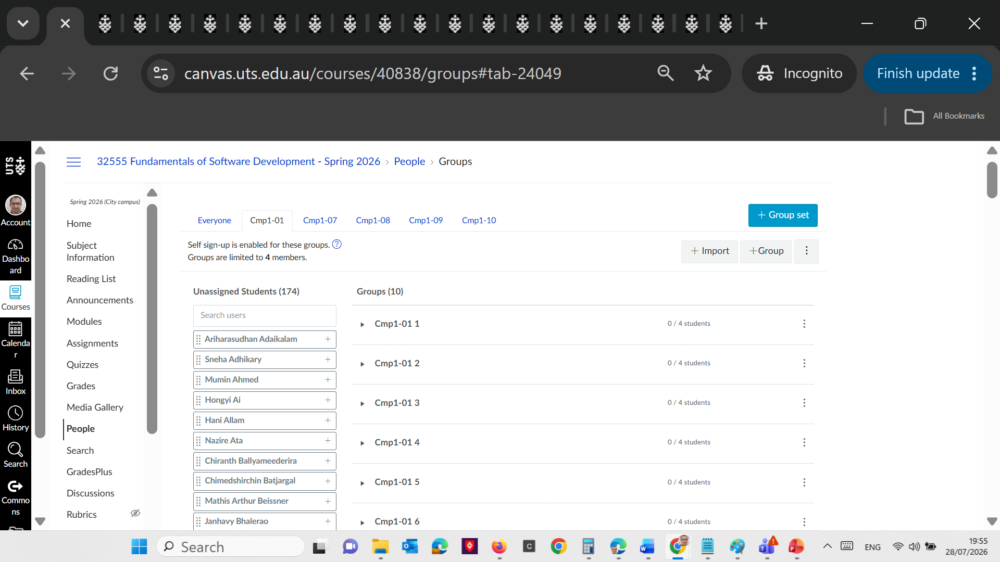 canvas.uts.edu.au/courses/40838/groups#tab-24049
Incognito
Finish update
All Bookmarks
UTS
Account
Dashbo
ard
Courses
Calenda
r
Inbox
History
Search
Commo
ns
32555 Fundamentals of Software Development - Spring 2026 › People › Groups
Spring 2026 (City campus)
Home
Subject
Information
Reading List
Announcements
Modules
Assignments
Quizzes
Grades
Media Gallery
People
Search
GradesPlus
Discussions
Rubrics
Everyone
Cmp1-01
Cmp1-07
Cmp1-08
Cmp1-09
Cmp1-10
+ Group set
Self sign-up is enabled for these groups. ?
Groups are limited to 4 members.
+ Import
+Group
Unassigned Students (174)
Search users
Ariharasudhan Adaikalam +
Sneha Adhikary +
Mumin Ahmed +
Hongyi Ai +
Hani Allam +
Nazire Ata +
Chiranth Ballyameederira +
Chimedshirchin Batjargal +
Mathis Arthur Beissner +
Janhavy Bhalerao +
Groups (10)
Cmp1-01 1 0 / 4 students
Cmp1-01 2 0 / 4 students
Cmp1-01 3 0 / 4 students
Cmp1-01 4 0 / 4 students
Cmp1-01 5 0 / 4 students
Cmp1-01 6 0 / 4 students
Search
ENG
19:55
28/07/2026